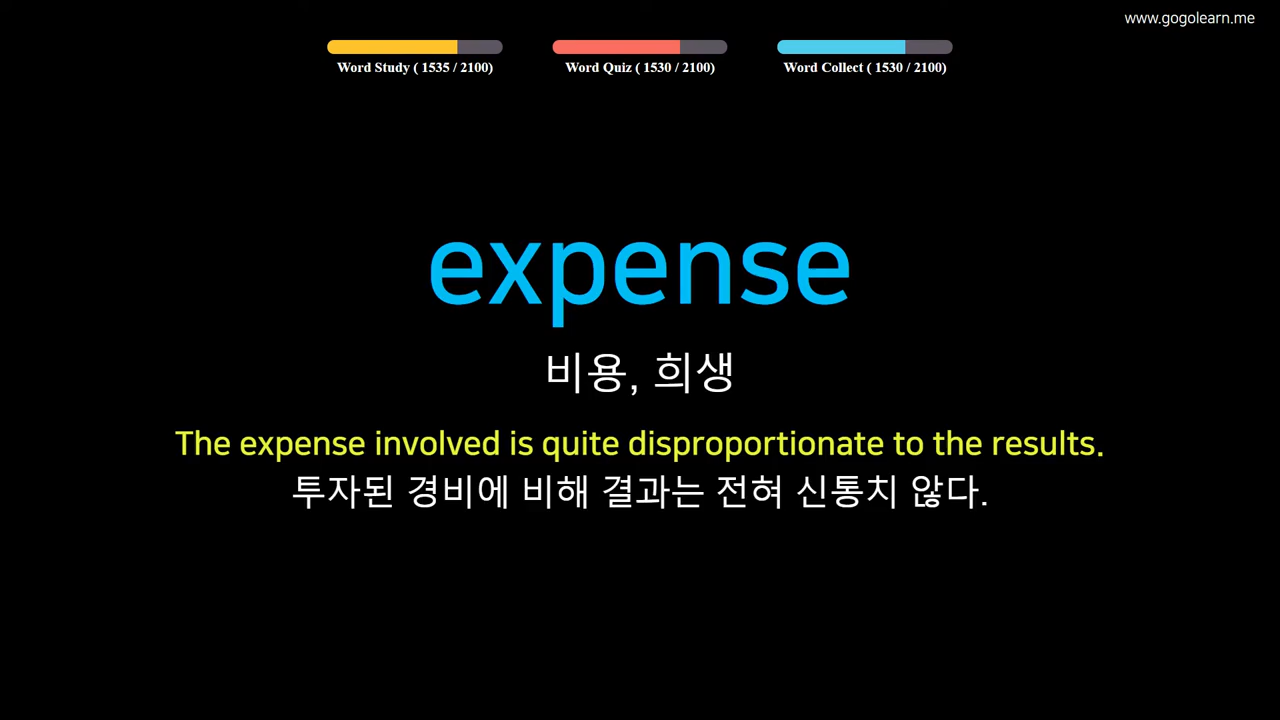 www.gogolearn.me
Word Study ( 1535 / 2100)
Word Quiz ( 1530 / 2100)
Word Collect ( 1530 / 2100)
expense
비용, 희생
The expense involved is quite disproportionate to the results.
투자된 경비에 비해 결과는 전혀 신통치 않다.